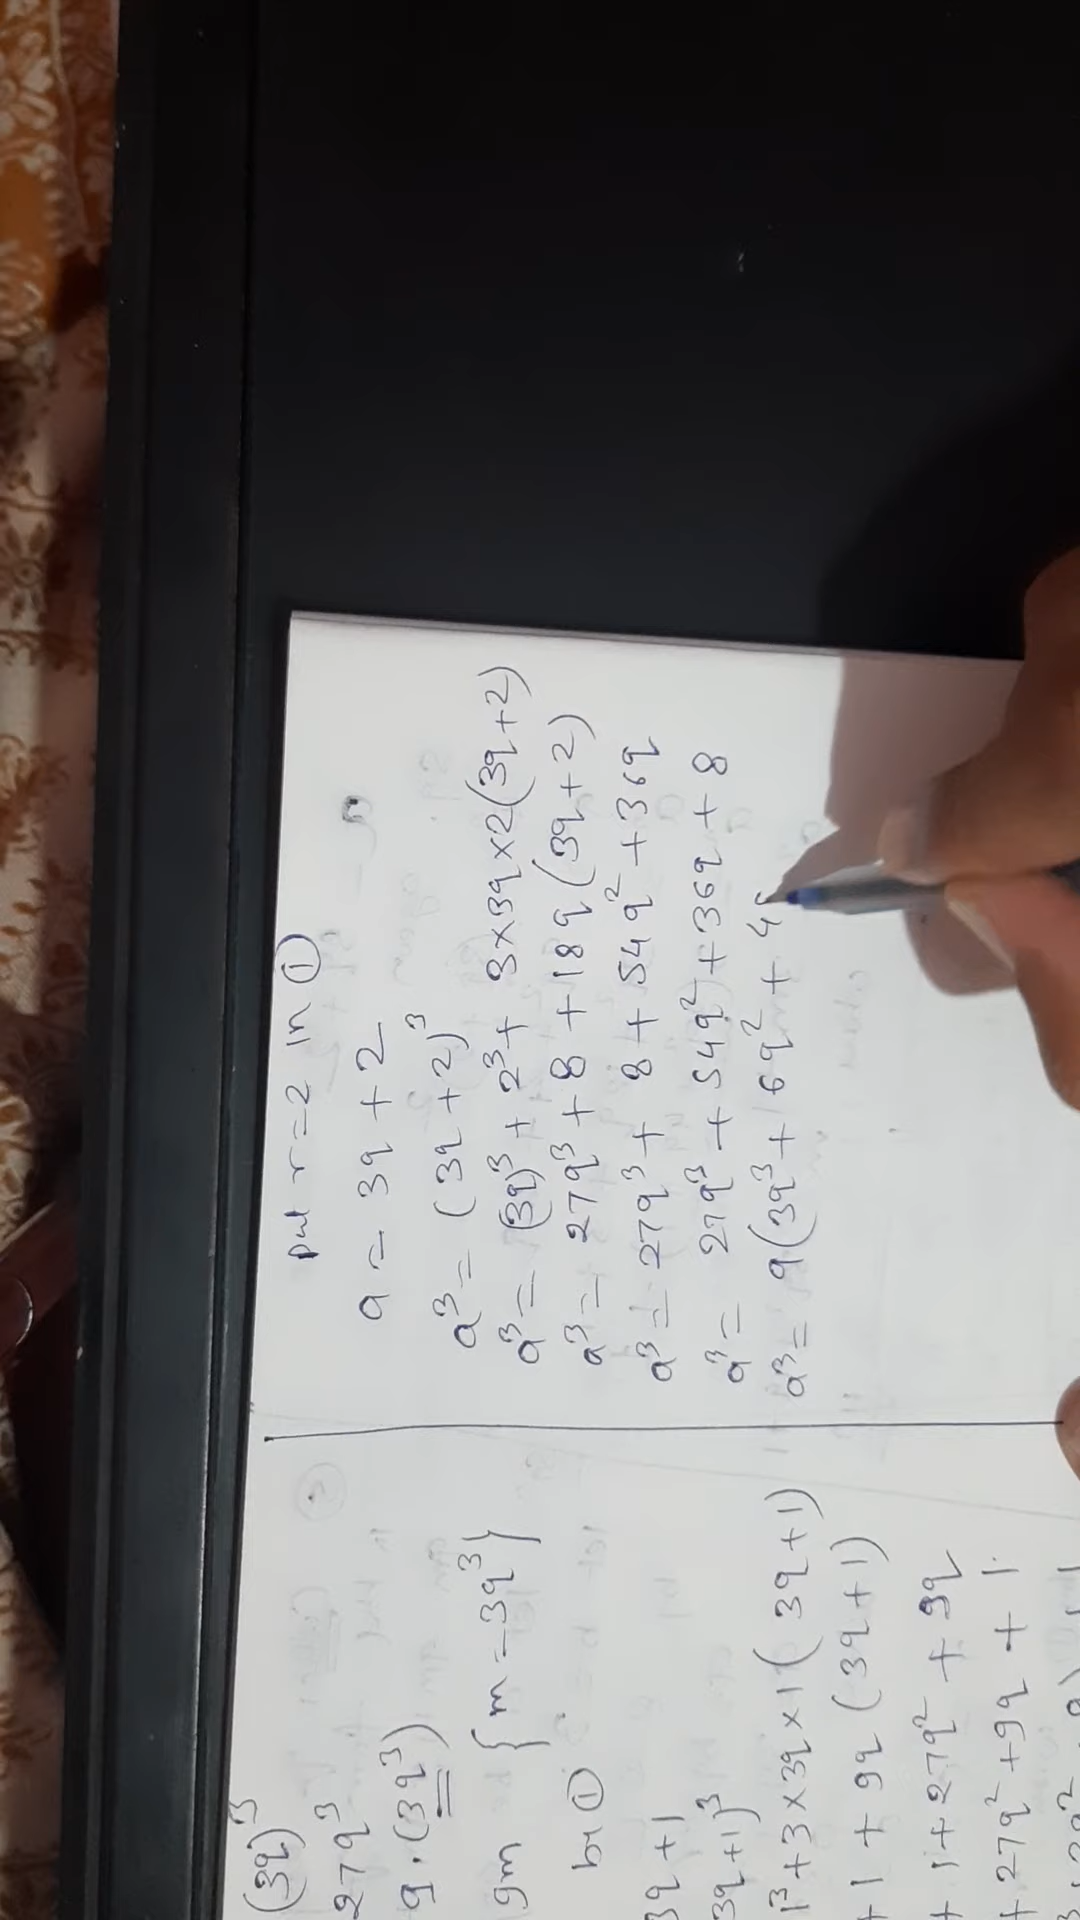 (3q)³
27q³
9.(3q³)
9m {m = 3q³}
in ①
3q + 1
3q+1)³
1³+3×3q×1(3q+1)
+ 1 + 9q (3q+1)
+ 1 + 27q² + 9q
+ 27q² + 9q + 1
put r=2 in ①
a = 3q + 2
a³ = (3q + 2)³
a³ = (3q)³ + 2³ + 3×3q×2(3q+2)
a³ = 27q³ + 8 + 18q (3q+2)
a³ = 27q³ + 8 + 54q² + 36q
a³ = 27q³ + 54q² + 36q + 8
a³ = 9(3q³ + 6q² + 4